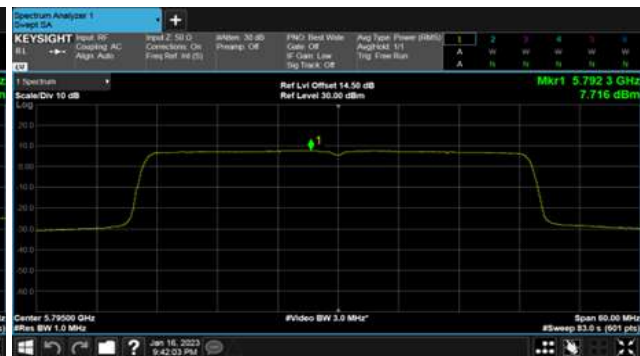 Spectrum Analyzer 1
Swept SA
+
KEYSIGHT Input: RF
RL Coupling: AC
Align: Auto
Input Z: 50 Ω
Corrections: On
Freq Ref: Int (S)
#Atten: 30 dB
Preamp: Off
PNO: Best Wide
Gate: Off
IF Gain: Low
Sig Track: Off
Avg Type: Power (RMS)
Avg|Hold: 1/1
Trig: Free Run
1 2 3 4 5 6
A W W W W W
A N N N N N
LM
1 Spectrum
Scale/Div 10 dB
Log
Ref Lvl Offset 14.50 dB
Ref Level 30.00 dBm
Mkr1 5.792 3 GHz
7.716 dBm
1
20.0
10.0
0.00
-10.0
-20.0
-30.0
-40.0
-50.0
-60.0
Center 5.79500 GHz
#Res BW 1.0 MHz
#Video BW 3.0 MHz*
Span 60.00 MHz
#Sweep 83.0 s (601 pts)
?
Jan 16, 2023
9:42:03 PM